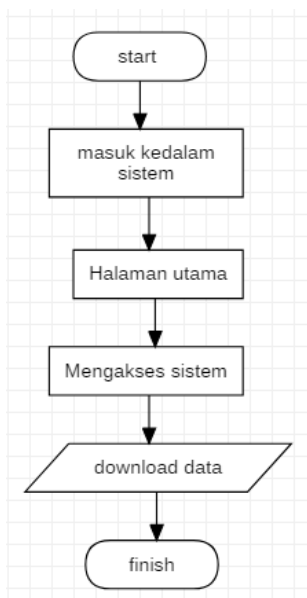 start
masuk kedalam
sistem
Halaman utama
Mengakses sistem
download data
finish